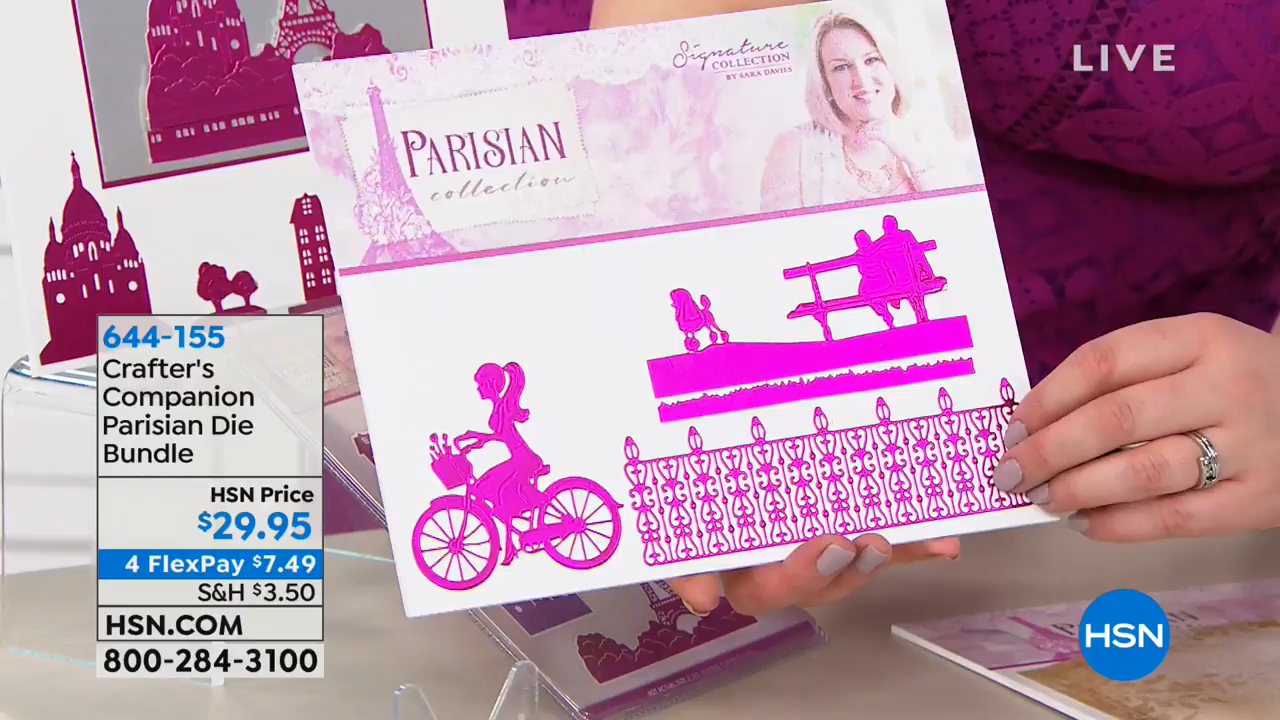 LIVE
Signature
COLLECTION
BY SARA DAVIES
PARISIAN
collection
644-155
Crafter's
Companion
Parisian Die
Bundle
HSN Price
$29.95
4 FlexPay $7.49
S&H $3.50
HSN.COM
800-284-3100
HSN